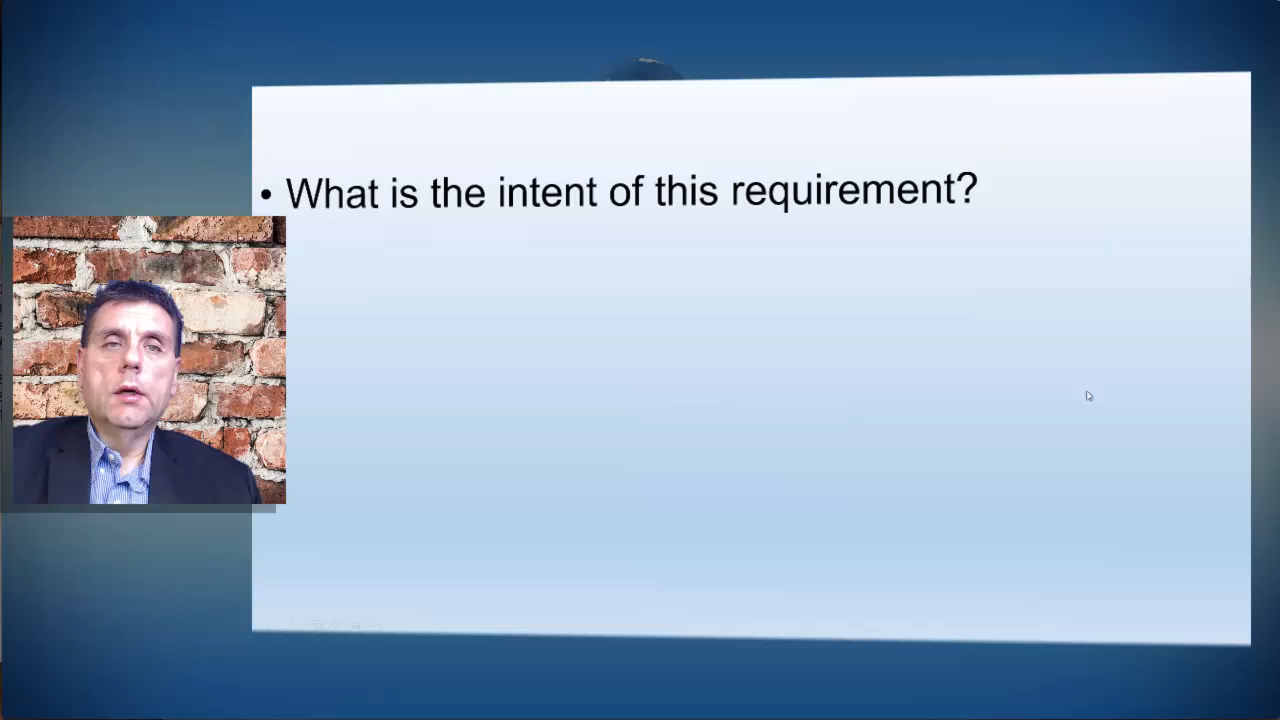 • What is the intent of this requirement?